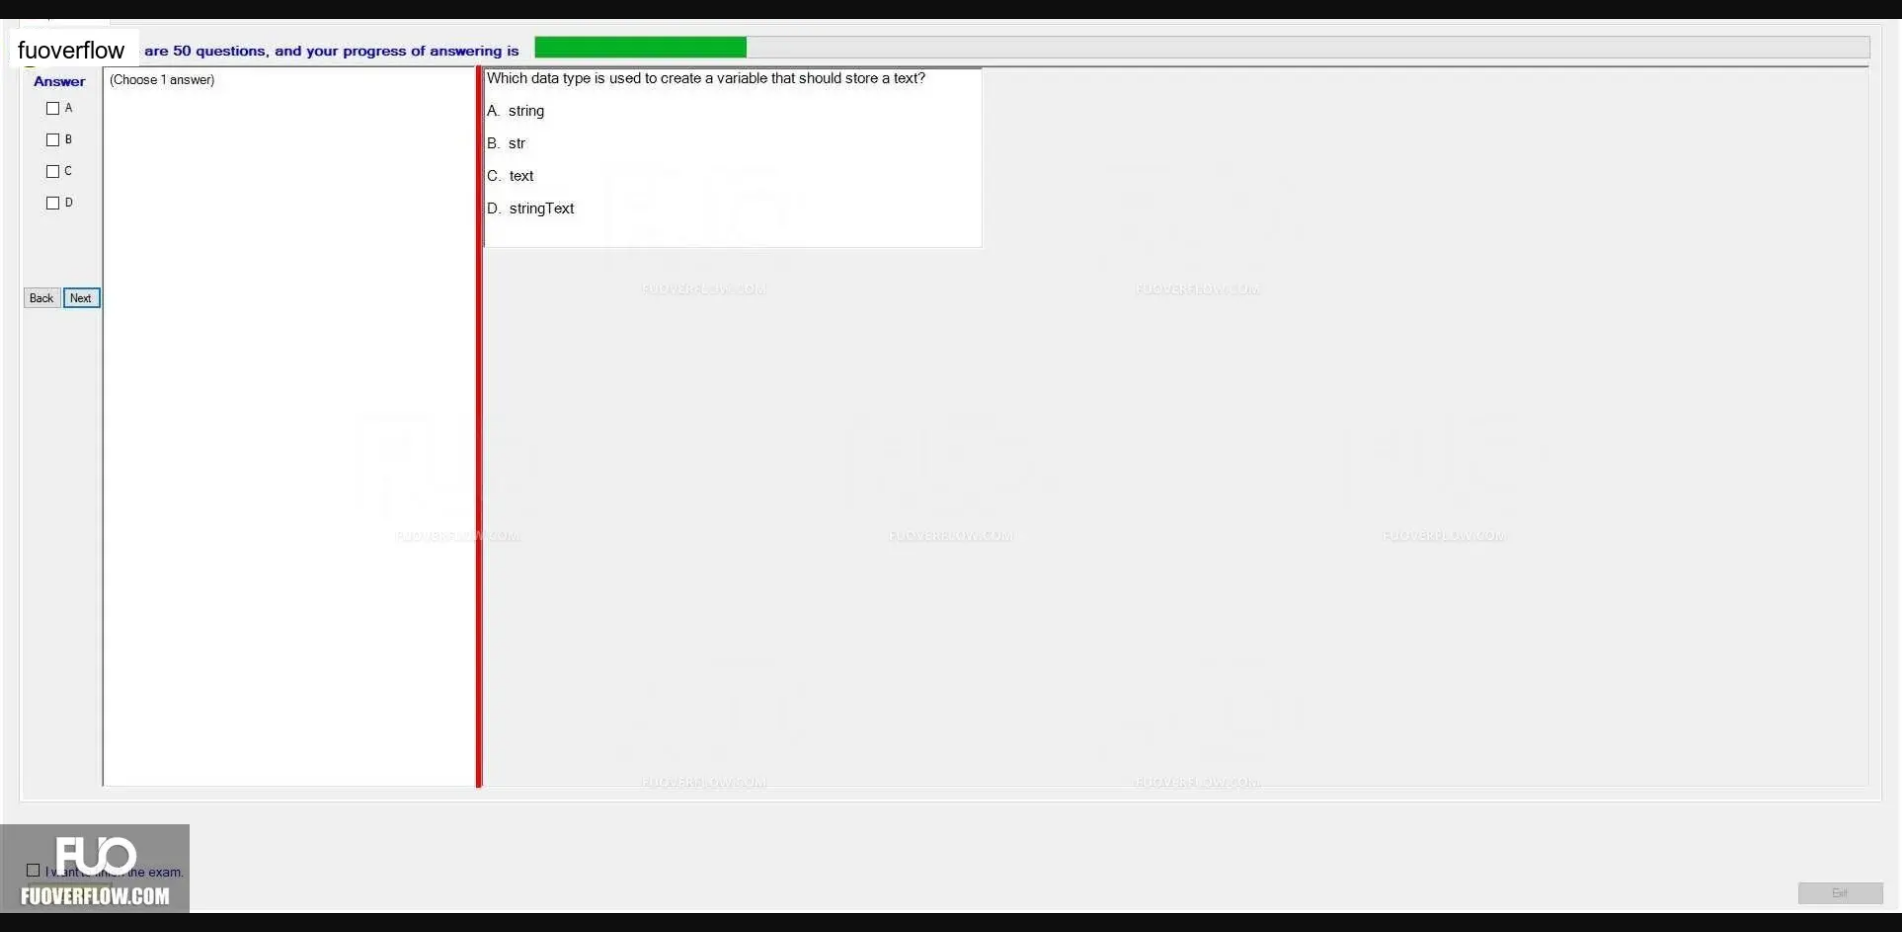 fuoverflow are 50 questions, and your progress of answering is
Answer
(Choose 1 answer)
A
B
C
D
Back Next
Which data type is used to create a variable that should store a text?
A. string
B. str
C. text
D. stringText
FUOVERFLOW.COM FUOVERFLOW.COM
FUOVERFLOW.COM FUOVERFLOW.COM FUOVERFLOW.COM
FUOVERFLOW.COM FUOVERFLOW.COM
FUO
I want the exam.
FUOVERFLOW.COM
Exit